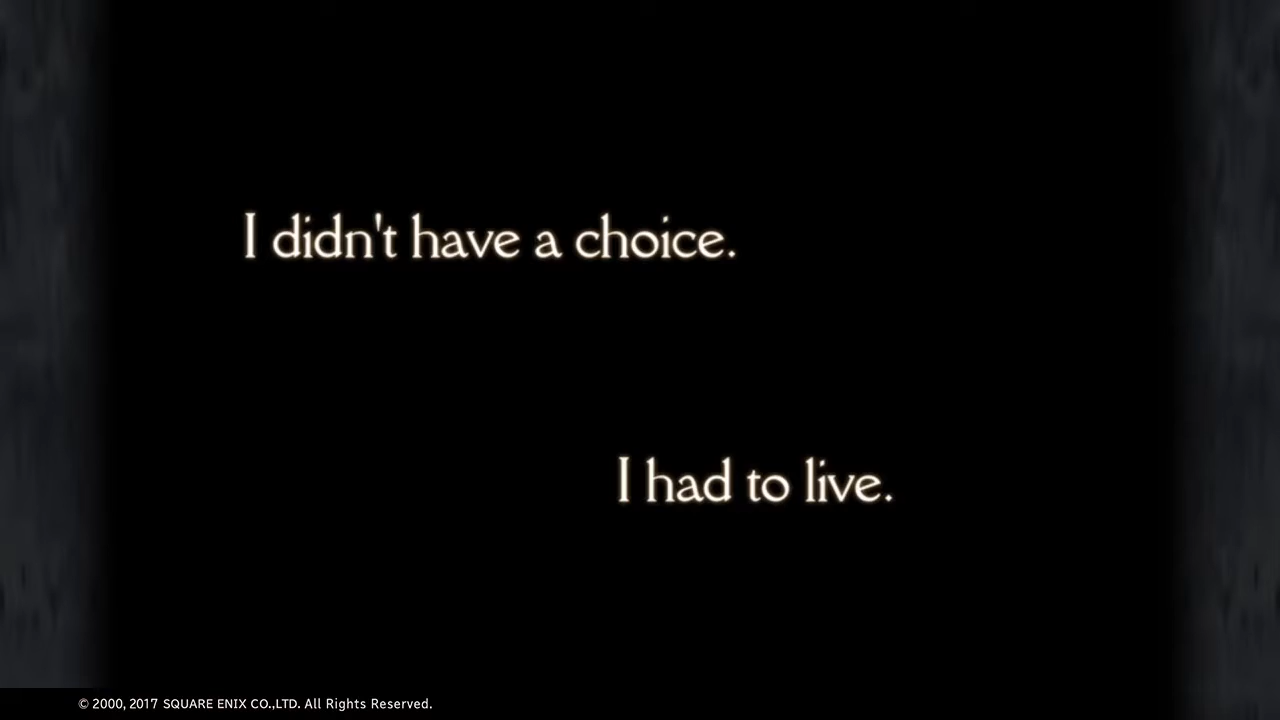 I didn't have a choice.
I had to live.
© 2000, 2017 SQUARE ENIX CO.,LTD. All Rights Reserved.